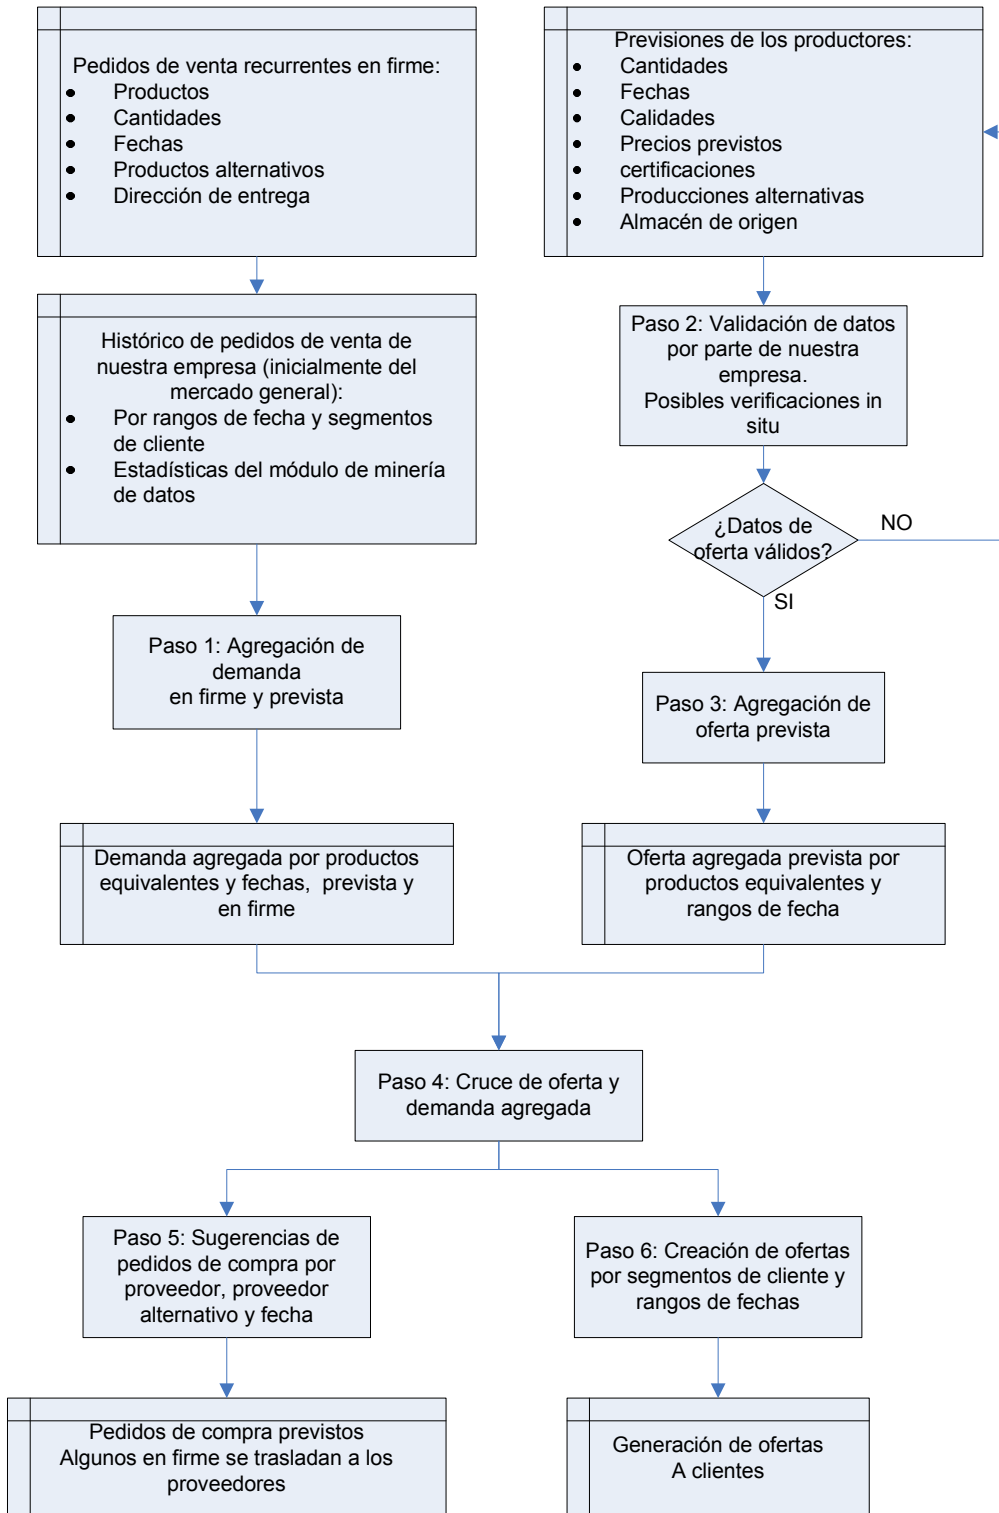 Pedidos de venta recurrentes en firme:
• Productos
• Cantidades
• Fechas
• Productos alternativos
• Dirección de entrega
Previsiones de los productores:
• Cantidades
• Fechas
• Calidades
• Precios previstos
• certificaciones
• Producciones alternativas
• Almacén de origen
Histórico de pedidos de venta de
nuestra empresa (inicialmente del
mercado general):
• Por rangos de fecha y segmentos
de cliente
• Estadísticas del módulo de minería
de datos
Paso 2: Validación de datos
por parte de nuestra
empresa.
Posibles verificaciones in
situ
¿Datos de
oferta válidos?
NO
SI
Paso 1: Agregación de
demanda
en firme y prevista
Paso 3: Agregación de
oferta prevista
Demanda agregada por productos
equivalentes y fechas,  prevista y
en firme
Oferta agregada prevista por
productos equivalentes y
rangos de fecha
Paso 4: Cruce de oferta y
demanda agregada
Paso 5: Sugerencias de
pedidos de compra por
proveedor, proveedor
alternativo y fecha
Paso 6: Creación de ofertas
por segmentos de cliente y
rangos de fechas
Pedidos de compra previstos
Algunos en firme se trasladan a los
proveedores
Generación de ofertas
A clientes